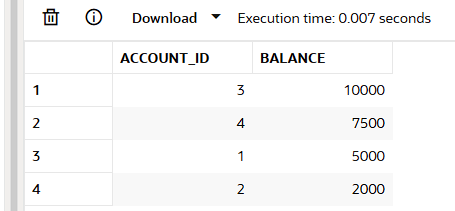 Download Execution time: 0.007 seconds
ACCOUNT_ID BALANCE
1 3 10000
2 4 7500
3 1 5000
4 2 2000